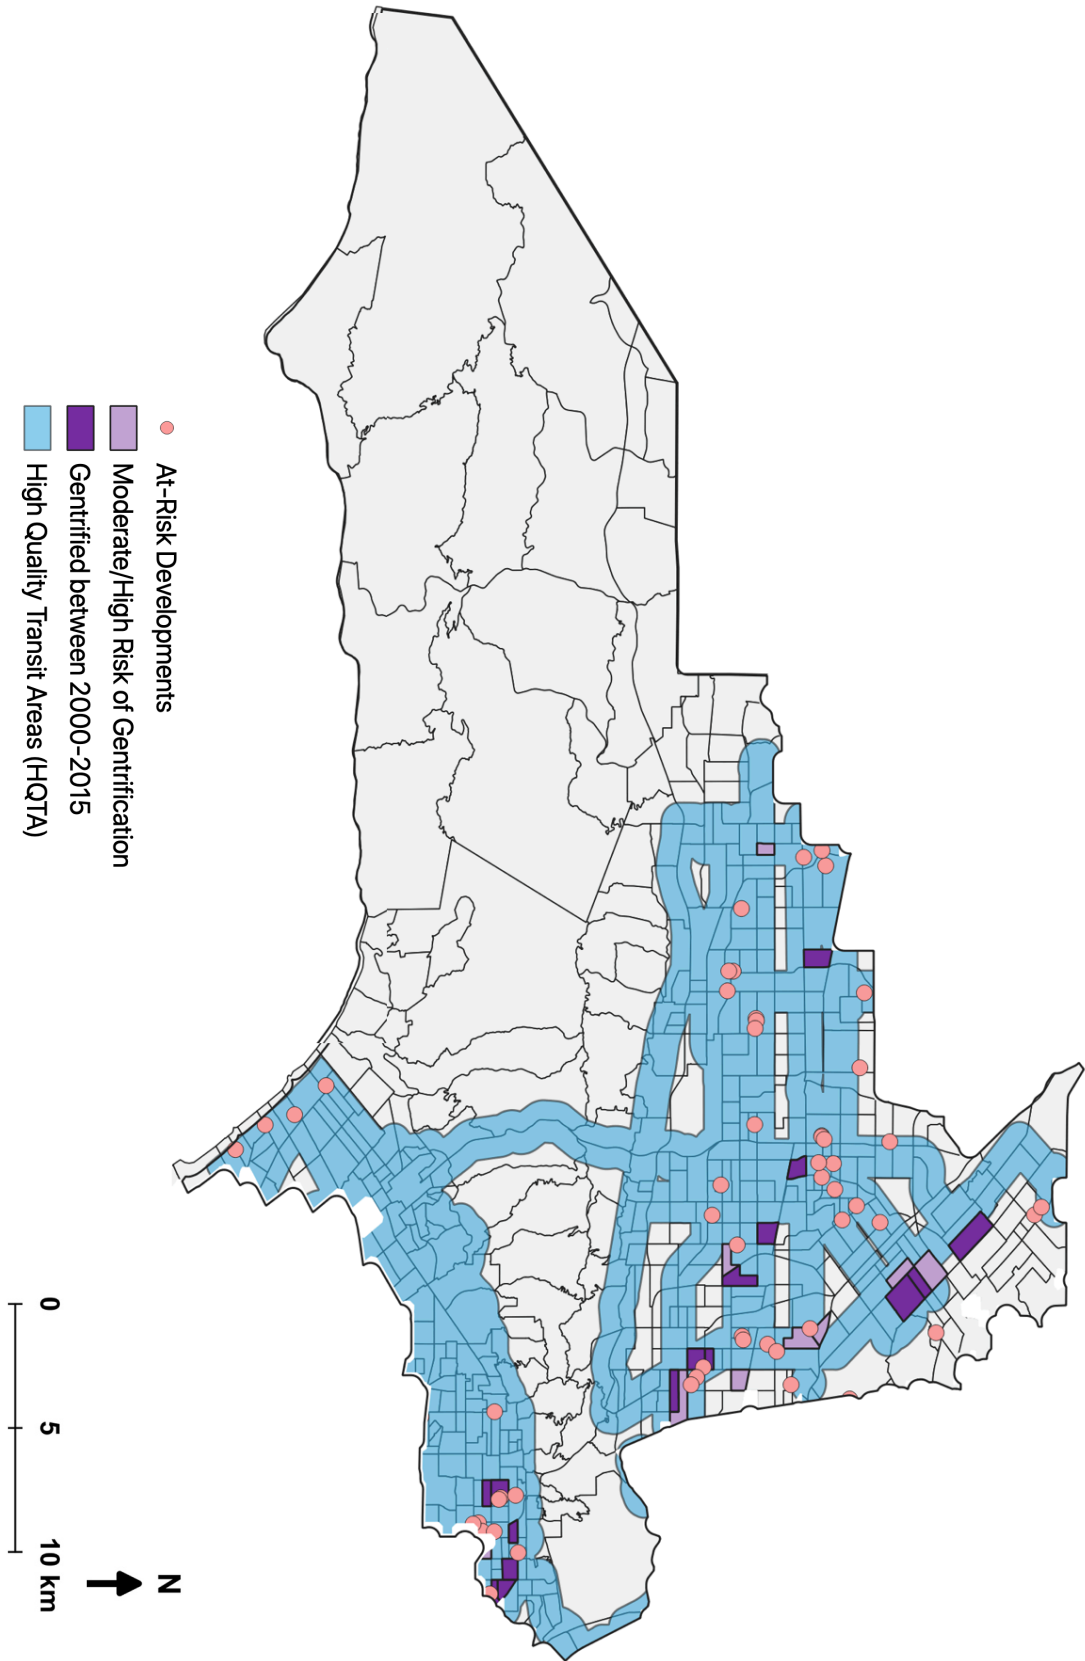 At-Risk Developments
Moderate/High Risk of Gentrification
Gentrified between 2000-2015
High Quality Transit Areas (HQTA)
0 5 10 km
N